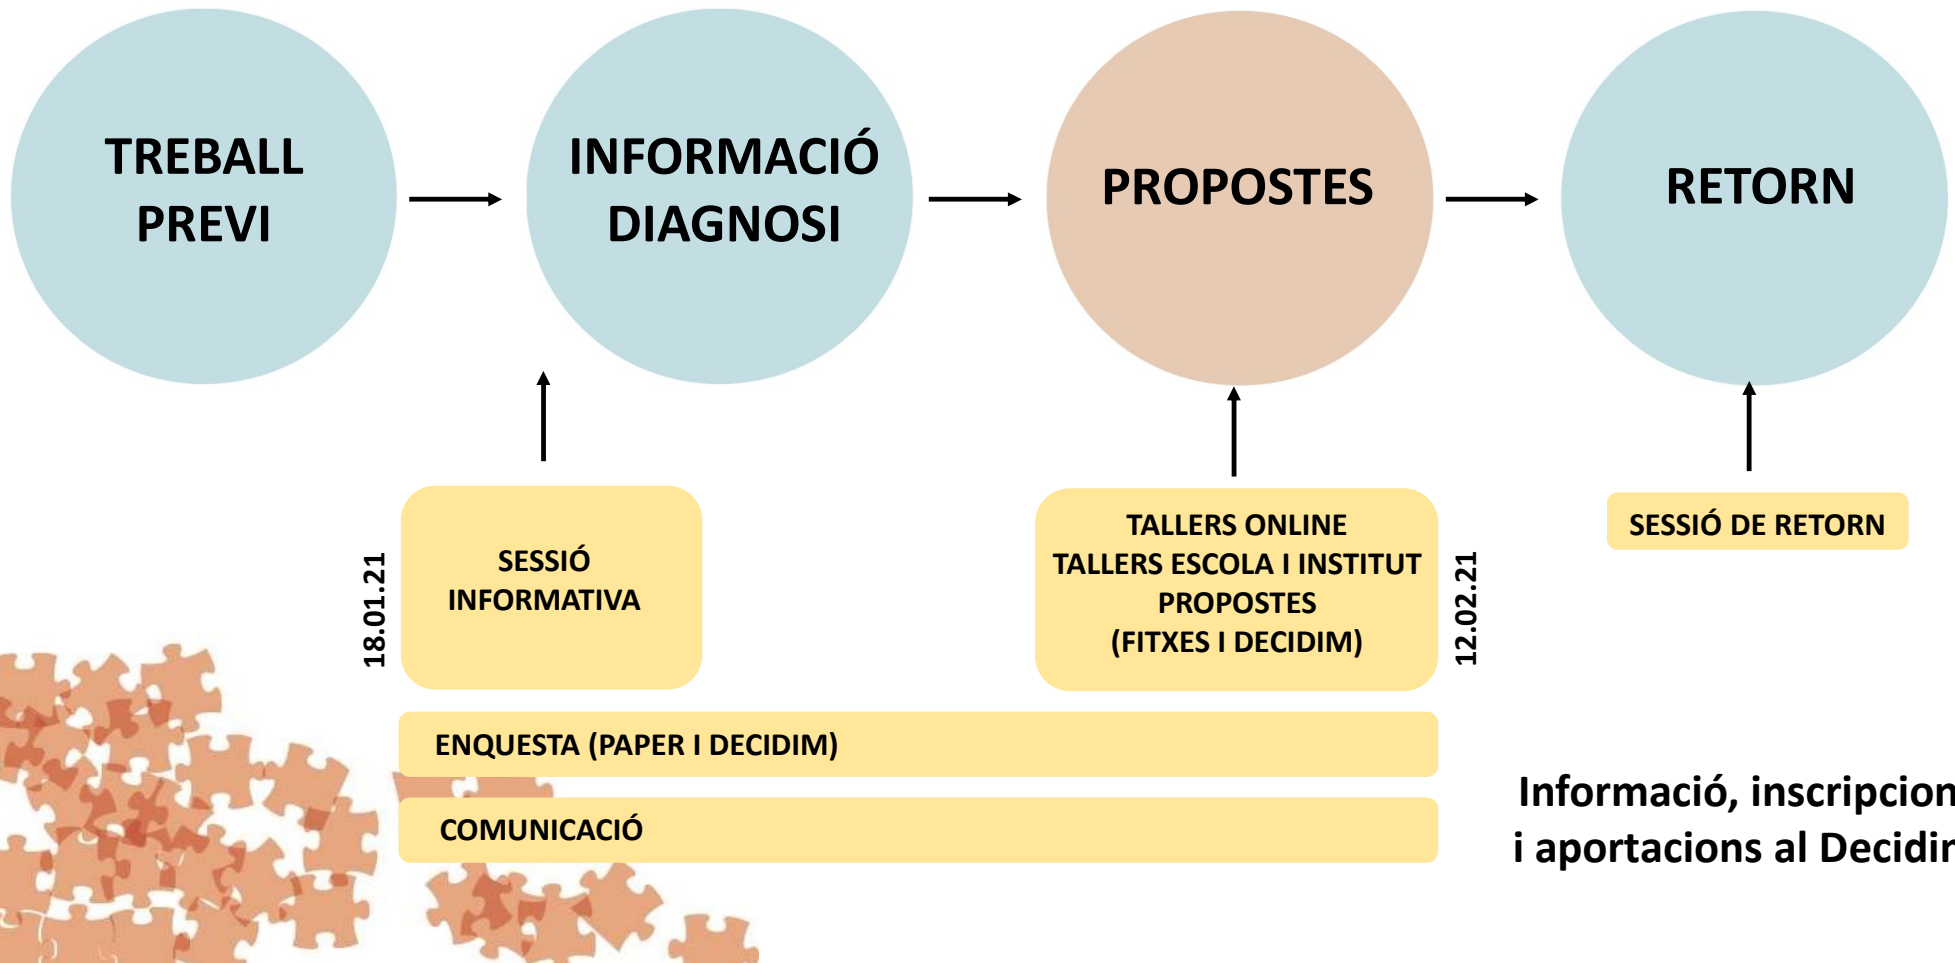 TREBALL
PREVI
INFORMACIÓ
DIAGNOSI
PROPOSTES
RETORN
18.01.21
SESSIÓ
INFORMATIVA
TALLERS ONLINE
TALLERS ESCOLA I INSTITUT
PROPOSTES
(FITXES I DECIDIM)
12.02.21
SESSIÓ DE RETORN
ENQUESTA (PAPER I DECIDIM)
COMUNICACIÓ
Informació, inscripcion
i aportacions al